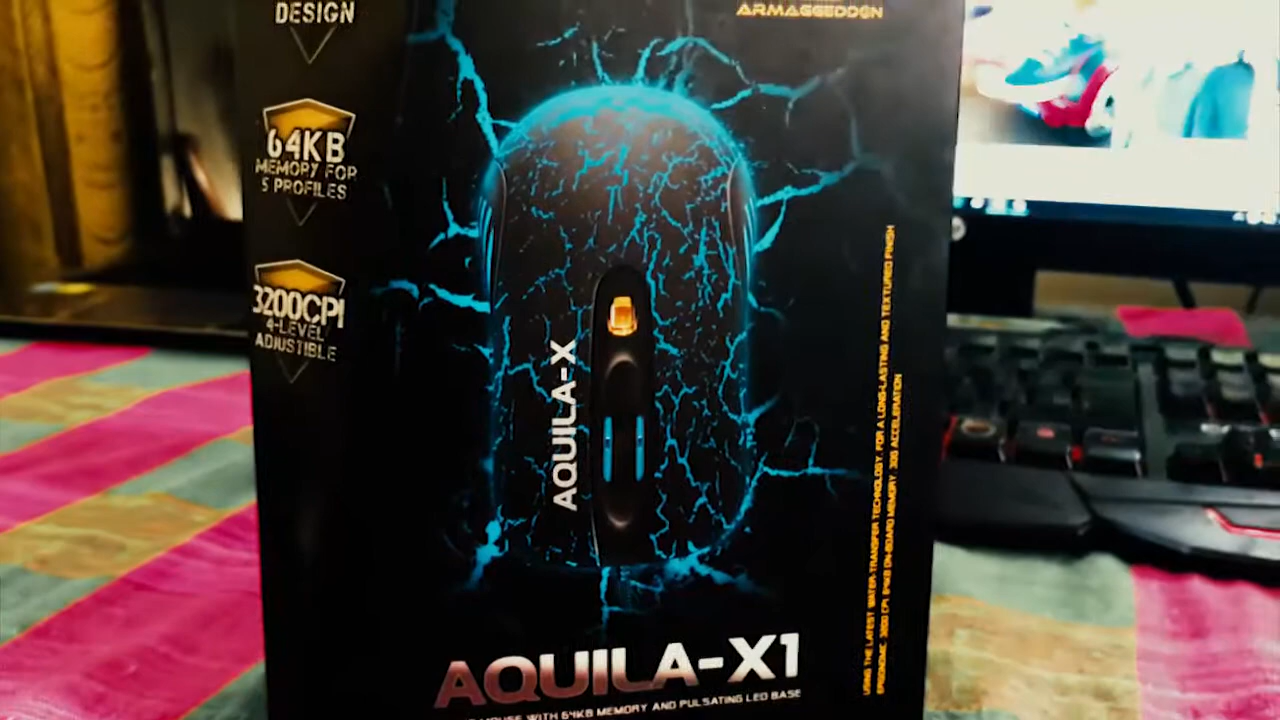 DESIGN
64KB
MEMORY FOR
5 PROFILES
3200CPI
4-LEVEL
ADJUSTIBLE
ARMAGGEDDON
AQUILA-X
USING THE LATEST WATER-TRANSFER TECHNOLOGY, FOR A LONG-LASTING AND TEXTURED FINISH
ERGONOMIC 3200 CPI 64KB ON-BOARD MEMORY 30G ACCELERATION
AQUILA-X1
MOUSE WITH 64KB MEMORY AND PULSATING LED BASE